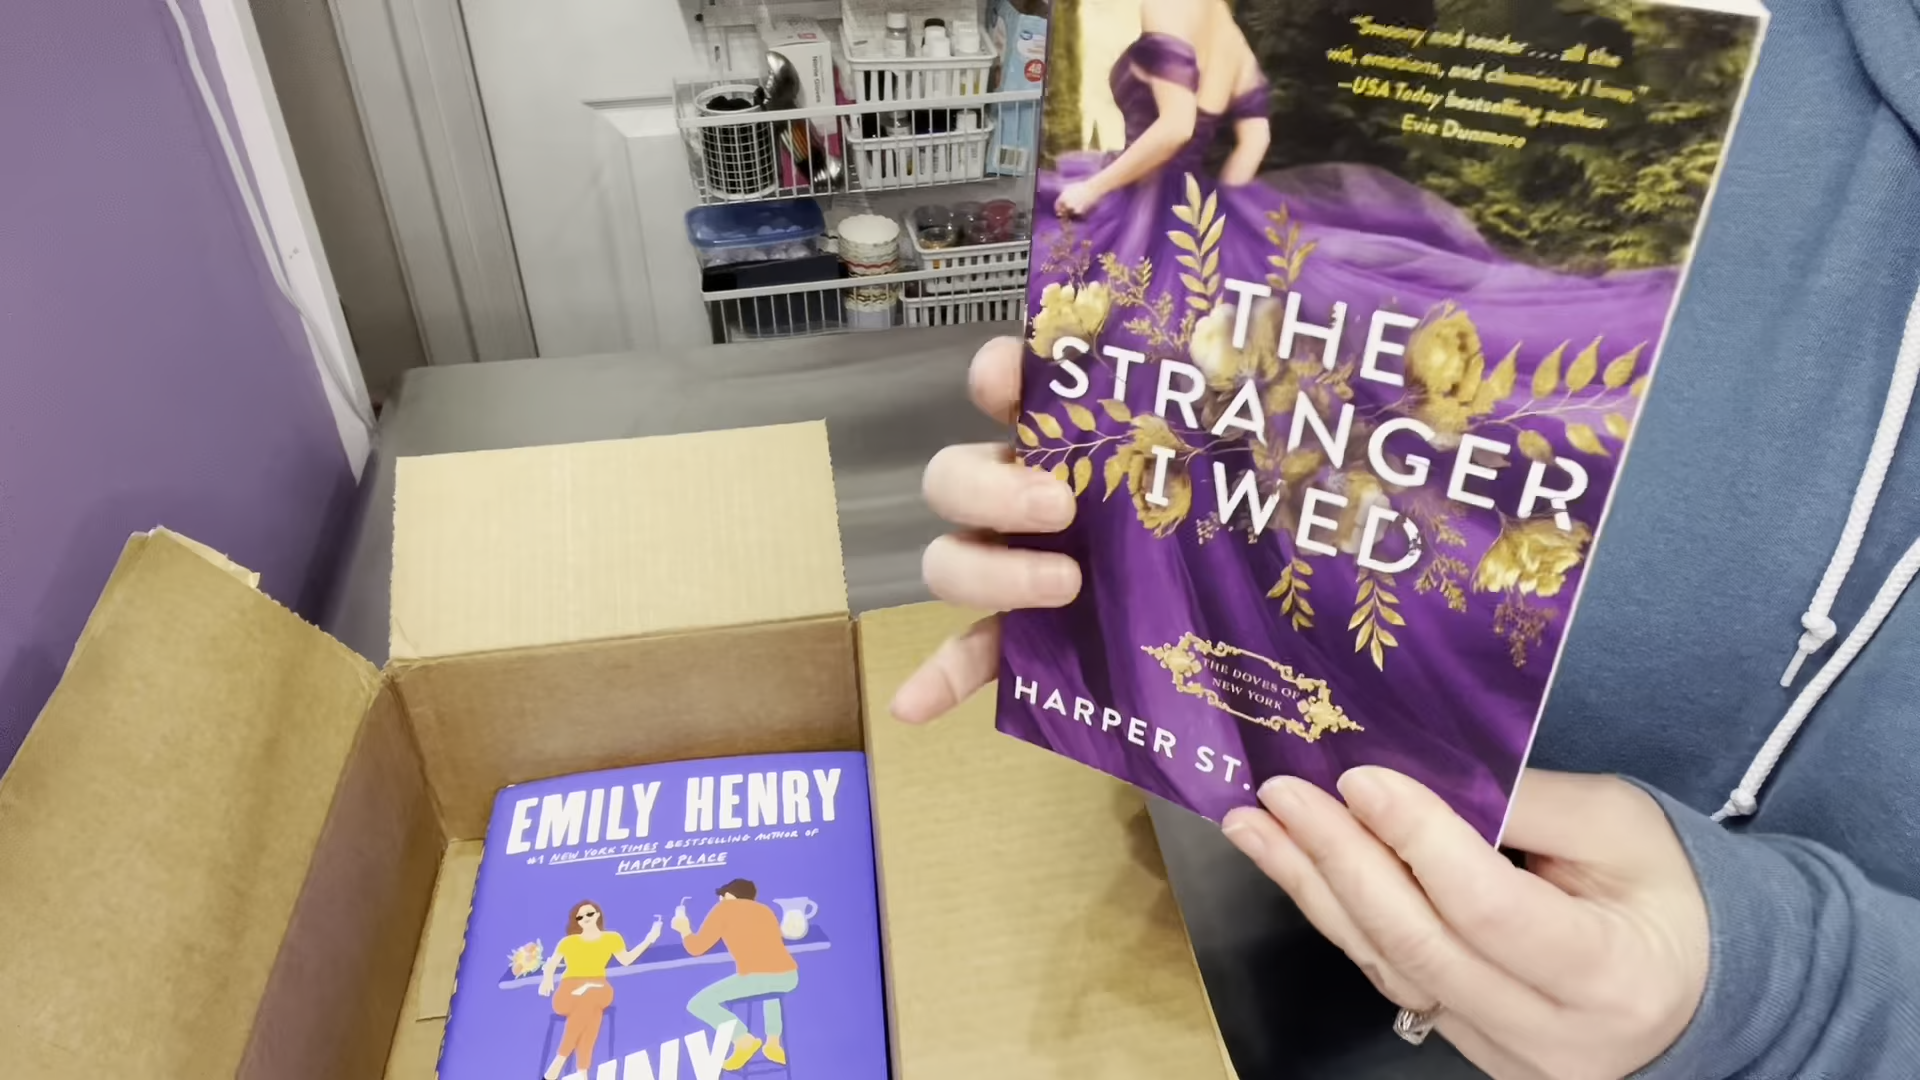 "Swoony and tender . . . all the
wit, emotions, and chemistry I love."
—USA Today bestselling author
Evie Dunmore
THE
STRANGER
I WED
THE DOVES OF
NEW YORK
HARPER ST.
EMILY HENRY
#1 NEW YORK TIMES BESTSELLING AUTHOR OF
HAPPY PLACE